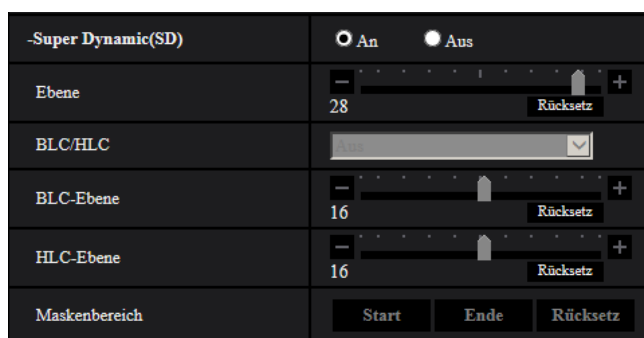 -Super Dynamic(SD) An Aus
Ebene 28 Rücksetz
BLC/HLC Aus
BLC-Ebene 16 Rücksetz
HLC-Ebene 16 Rücksetz
Maskenbereich Start Ende Rücksetz